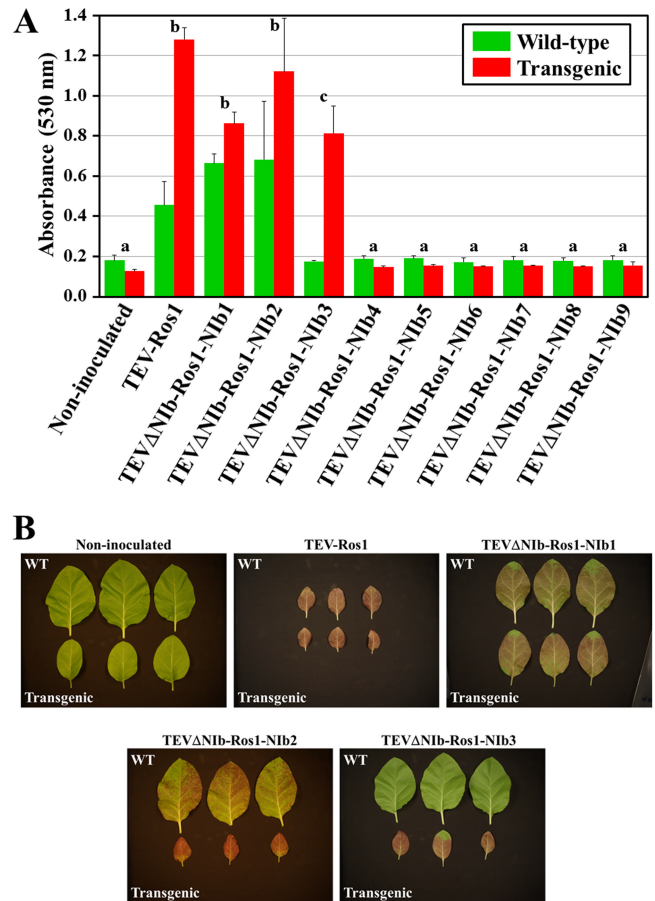 A
Absorbance (530 nm)
1.4
1.2
1.0
0.8
0.6
0.4
0.2
0.0
Wild-type
Transgenic
a
b
b
b
c
a
a
a
a
a
a
Non-inoculated
TEV-Ros1
TEVΔNIb-Ros1-NIb1
TEVΔNIb-Ros1-NIb2
TEVΔNIb-Ros1-NIb3
TEVΔNIb-Ros1-NIb4
TEVΔNIb-Ros1-NIb5
TEVΔNIb-Ros1-NIb6
TEVΔNIb-Ros1-NIb7
TEVΔNIb-Ros1-NIb8
TEVΔNIb-Ros1-NIb9
B
Non-inoculated
WT
Transgenic
TEV-Ros1
WT
Transgenic
TEVΔNIb-Ros1-NIb1
WT
Transgenic
TEVΔNIb-Ros1-NIb2
WT
Transgenic
TEVΔNIb-Ros1-NIb3
WT
Transgenic